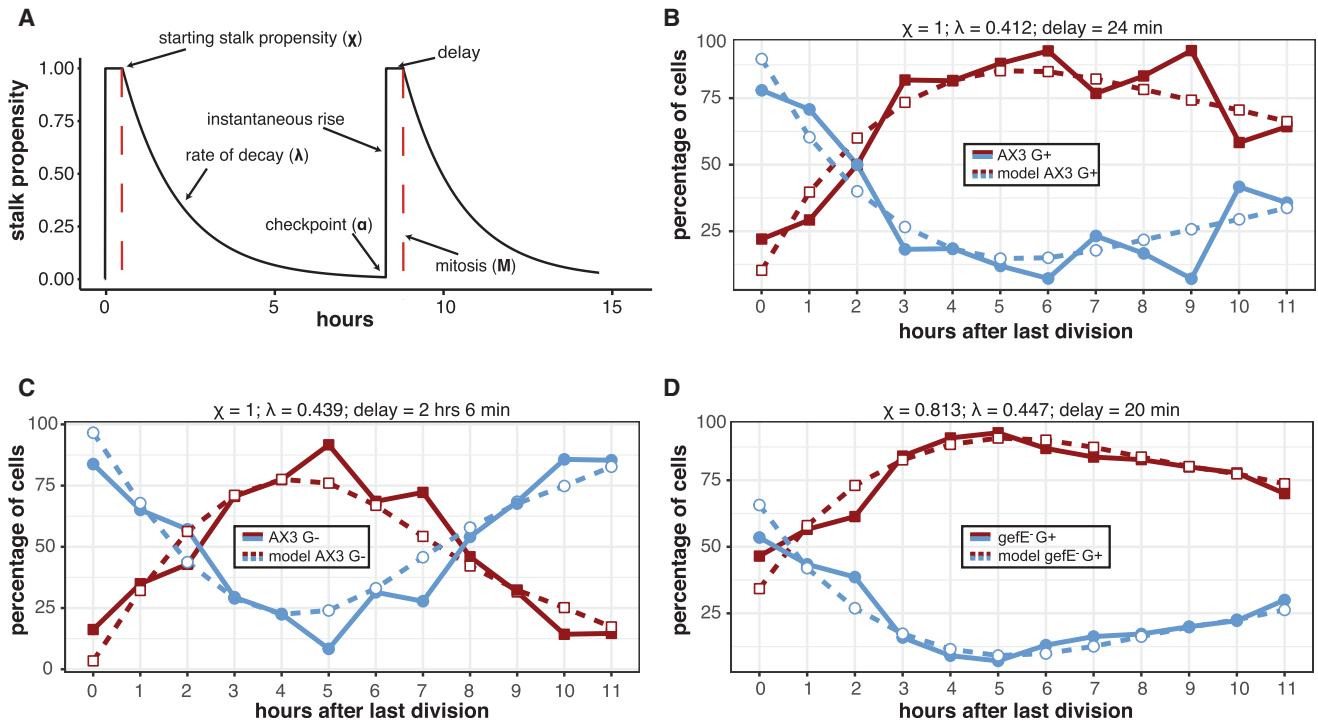 A
starting stalk propensity (χ)
delay
instantaneous rise
rate of decay (λ)
checkpoint (α)
mitosis (M)
stalk propensity
1.00
0.75
0.50
0.25
0.00
0 5 10 15
hours
B
χ = 1; λ = 0.412; delay = 24 min
percentage of cells
100
75
50
25
AX3 G+
model AX3 G+
0 1 2 3 4 5 6 7 8 9 10 11
hours after last division
C
χ = 1; λ = 0.439; delay = 2 hrs 6 min
percentage of cells
100
75
50
25
0
AX3 G-
model AX3 G-
0 1 2 3 4 5 6 7 8 9 10 11
hours after last division
D
χ = 0.813; λ = 0.447; delay = 20 min
percentage of cells
100
75
50
25
gefE⁻ G+
model gefE⁻ G+
0 1 2 3 4 5 6 7 8 9 10 11
hours after last division